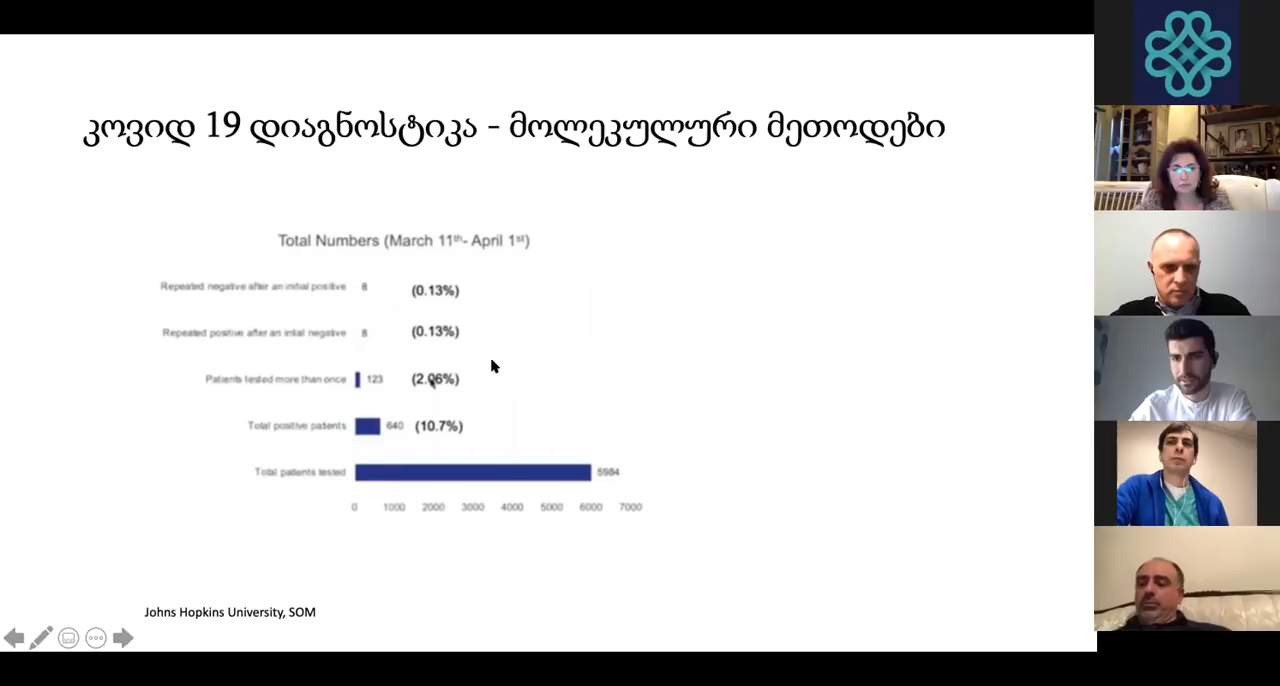 კოვიდ 19 დიაგნოსტიკა - მოლეკულური მეთოდები
Total Numbers (March 11th- April 1st)
Repeated negative after an initial positive 8 (0.13%)
Repeated positive after an intial negative 8 (0.13%)
Patients tested more than once 123 (2.06%)
Total positive patients 640 (10.7%)
Total patients tested 5984
0 1000 2000 3000 4000 5000 6000 7000
Johns Hopkins University, SOM